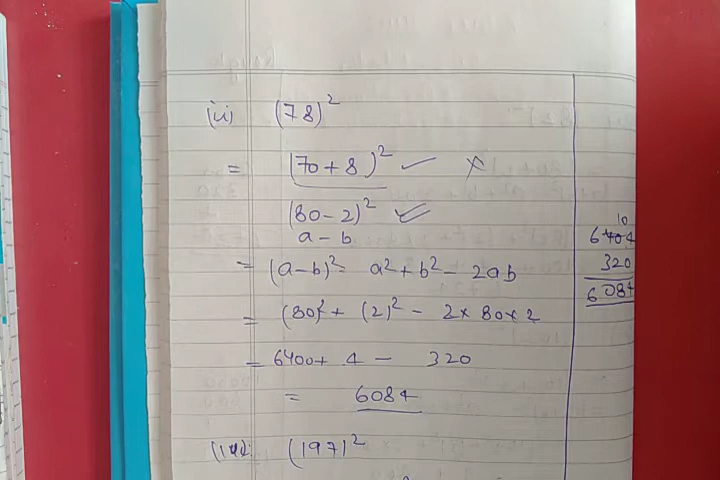 (ii) (78)²
= (70+8)² ✓ ×
(80-2)² ✓
a-b
= (a-b)² = a² + b² - 2ab
= (80)² + (2)² - 2 × 80 × 2
= 6400 + 4 - 320
= 6084
(197)²
10
6404
320
6084